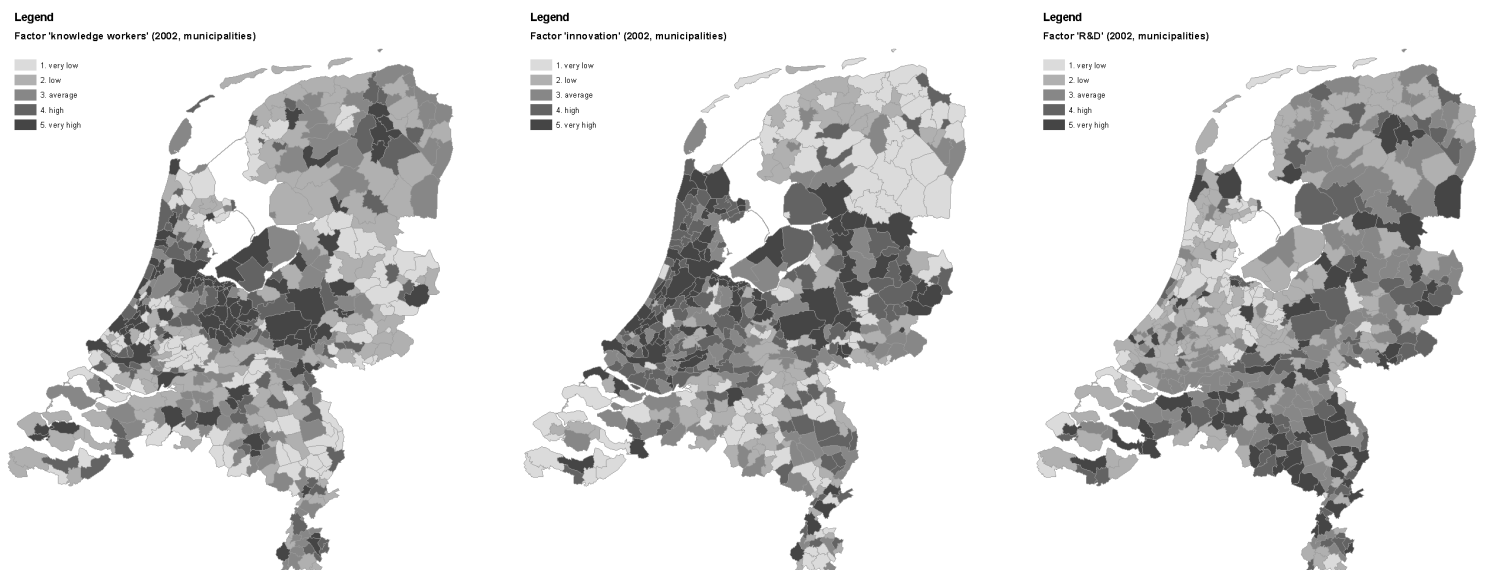 Legend
Factor 'knowledge workers' (2002, municipalities)
1. very low
2. low
3. average
4. high
5. very high
Legend
Factor 'innovation' (2002, municipalities)
1. very low
2. low
3. average
4. high
5. very high
Legend
Factor 'R&D' (2002, municipalities)
1. very low
2. low
3. average
4. high
5. very high